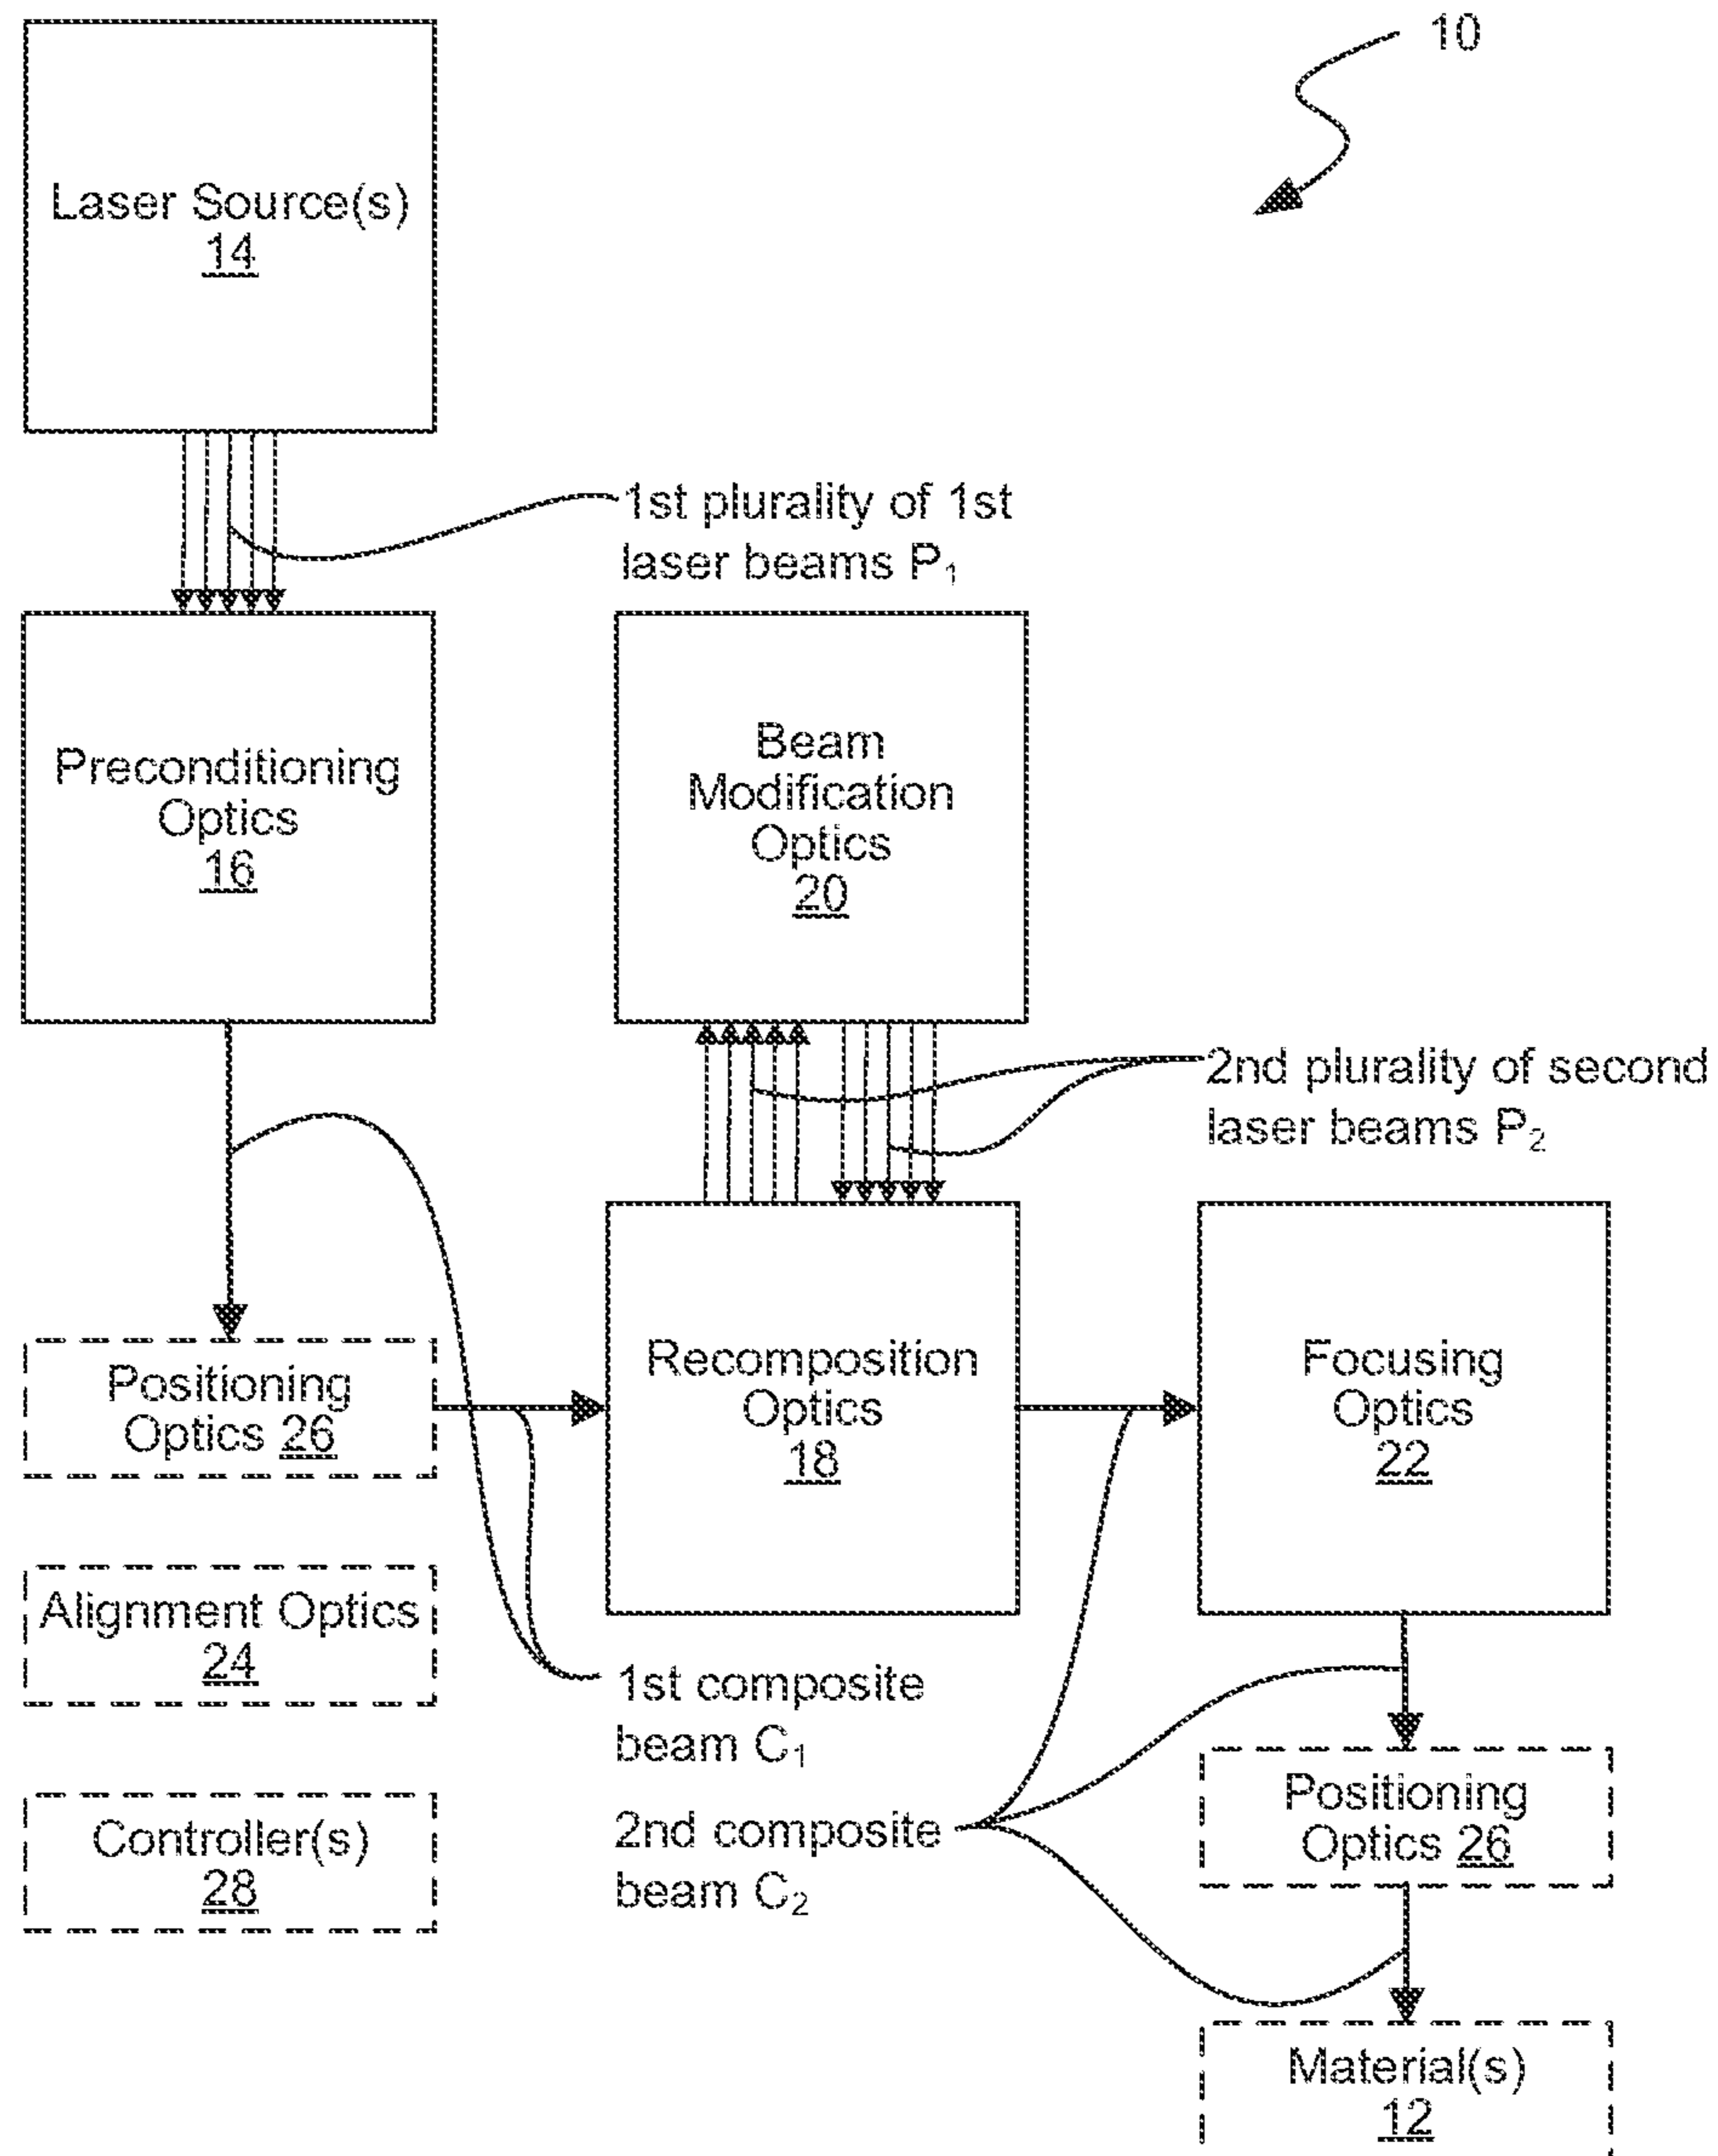 10
Laser Source(s)
14
1st plurality of 1st
laser beams P₁
Preconditioning
Optics
16
Beam
Modification
Optics
20
2nd plurality of second
laser beams P₂
Positioning
Optics 26
Recomposition
Optics
18
Focusing
Optics
22
Alignment Optics
24
1st composite
beam C₁
Controller(s)
28
2nd composite
beam C₂
Positioning
Optics 26
Material(s)
12